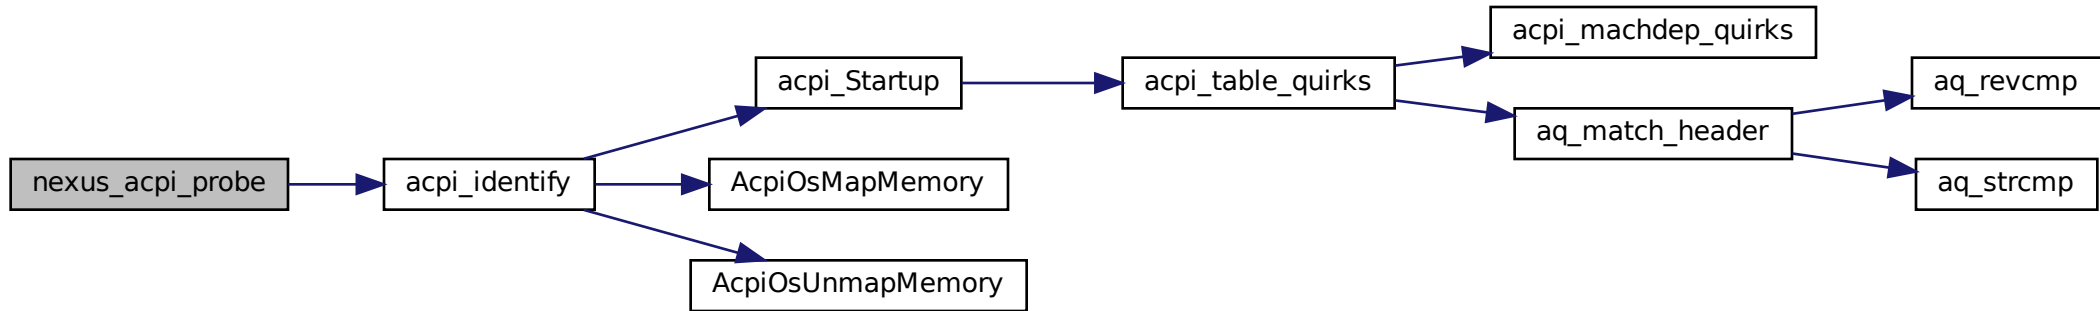 acpi_machdep_quirks
acpi_Startup
acpi_table_quirks
aq_revcmp
aq_match_header
nexus_acpi_probe
acpi_identify
AcpiOsMapMemory
aq_strcmp
AcpiOsUnmapMemory